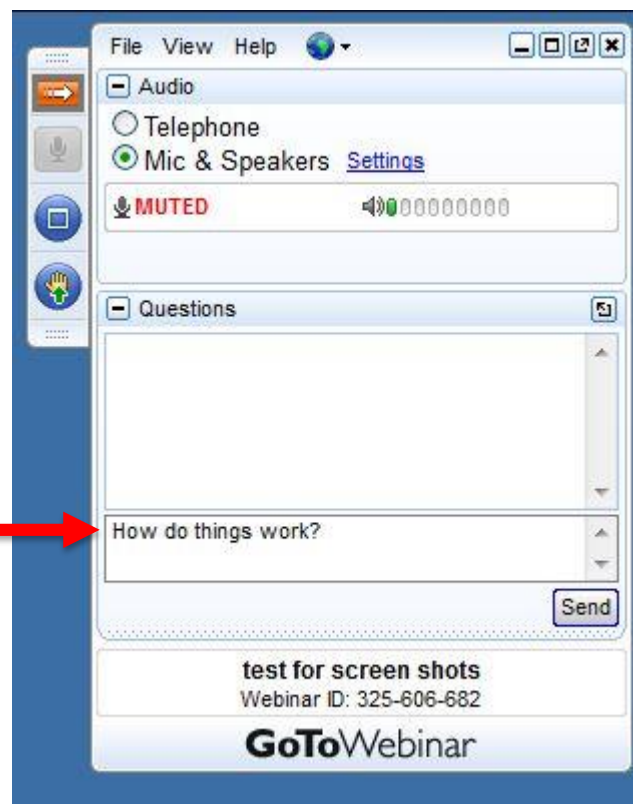 File View Help
Audio
Telephone
Mic & Speakers Settings
MUTED
Questions
How do things work?
Send
test for screen shots
Webinar ID: 325-606-682
GoToWebinar